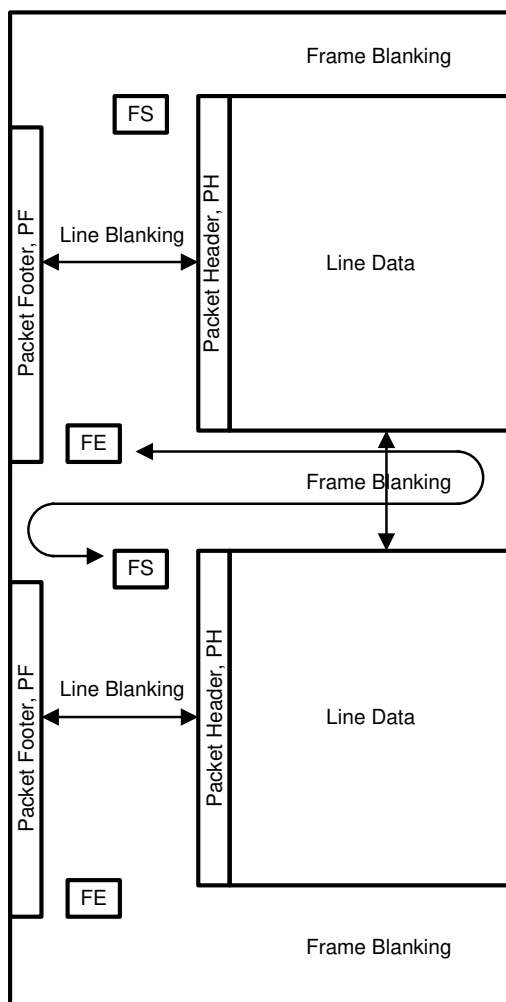 Frame Blanking
FS
Packet Footer, PF
Line Blanking
Packet Header, PH
Line Data
FE
Frame Blanking
FS
Packet Footer, PF
Line Blanking
Packet Header, PH
Line Data
FE
Frame Blanking